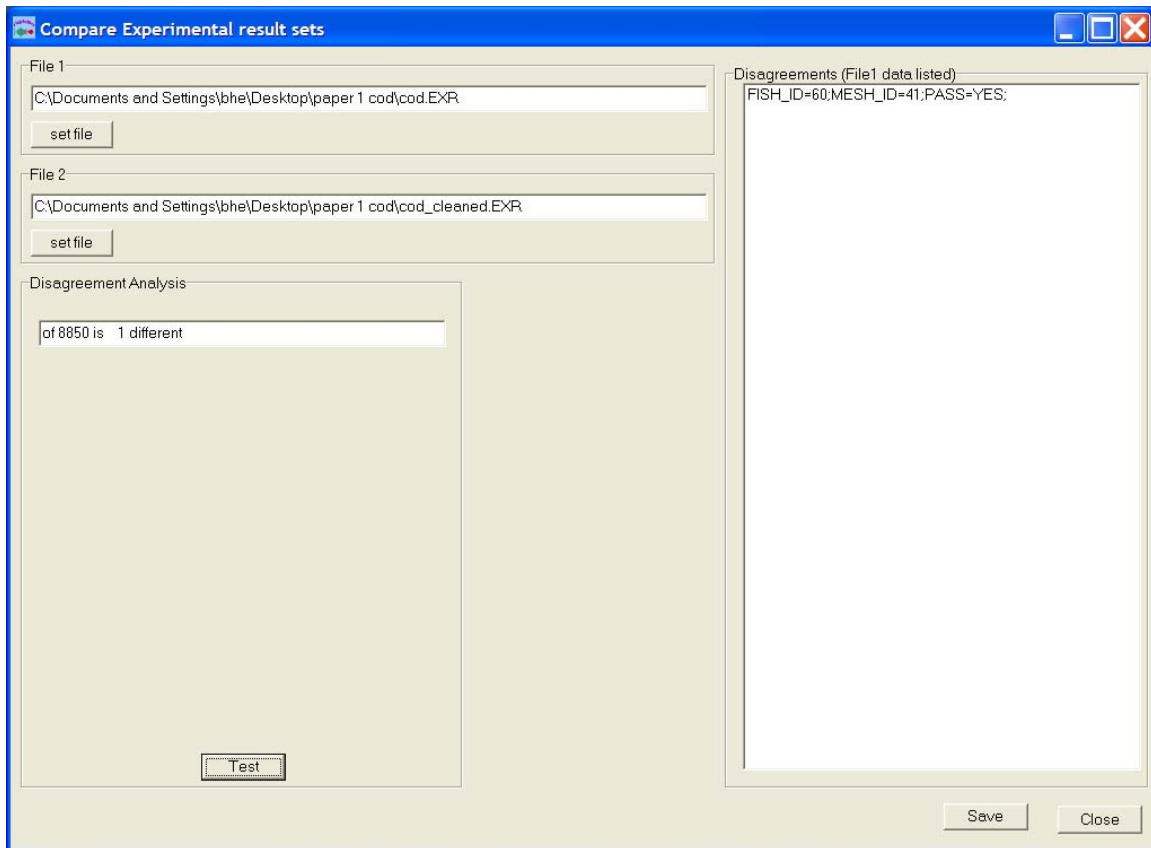 Compare Experimental result sets
File 1
C:\Documents and Settings\bhe\Desktop\paper 1 cod\cod.EXR
set file
File 2
C:\Documents and Settings\bhe\Desktop\paper 1 cod\cod_cleaned.EXR
set file
Disagreement Analysis
of 8850 is 1 different
Test
Disagreements (File1 data listed)
FISH_ID=60;MESH_ID=41;PASS=YES;
Save
Close